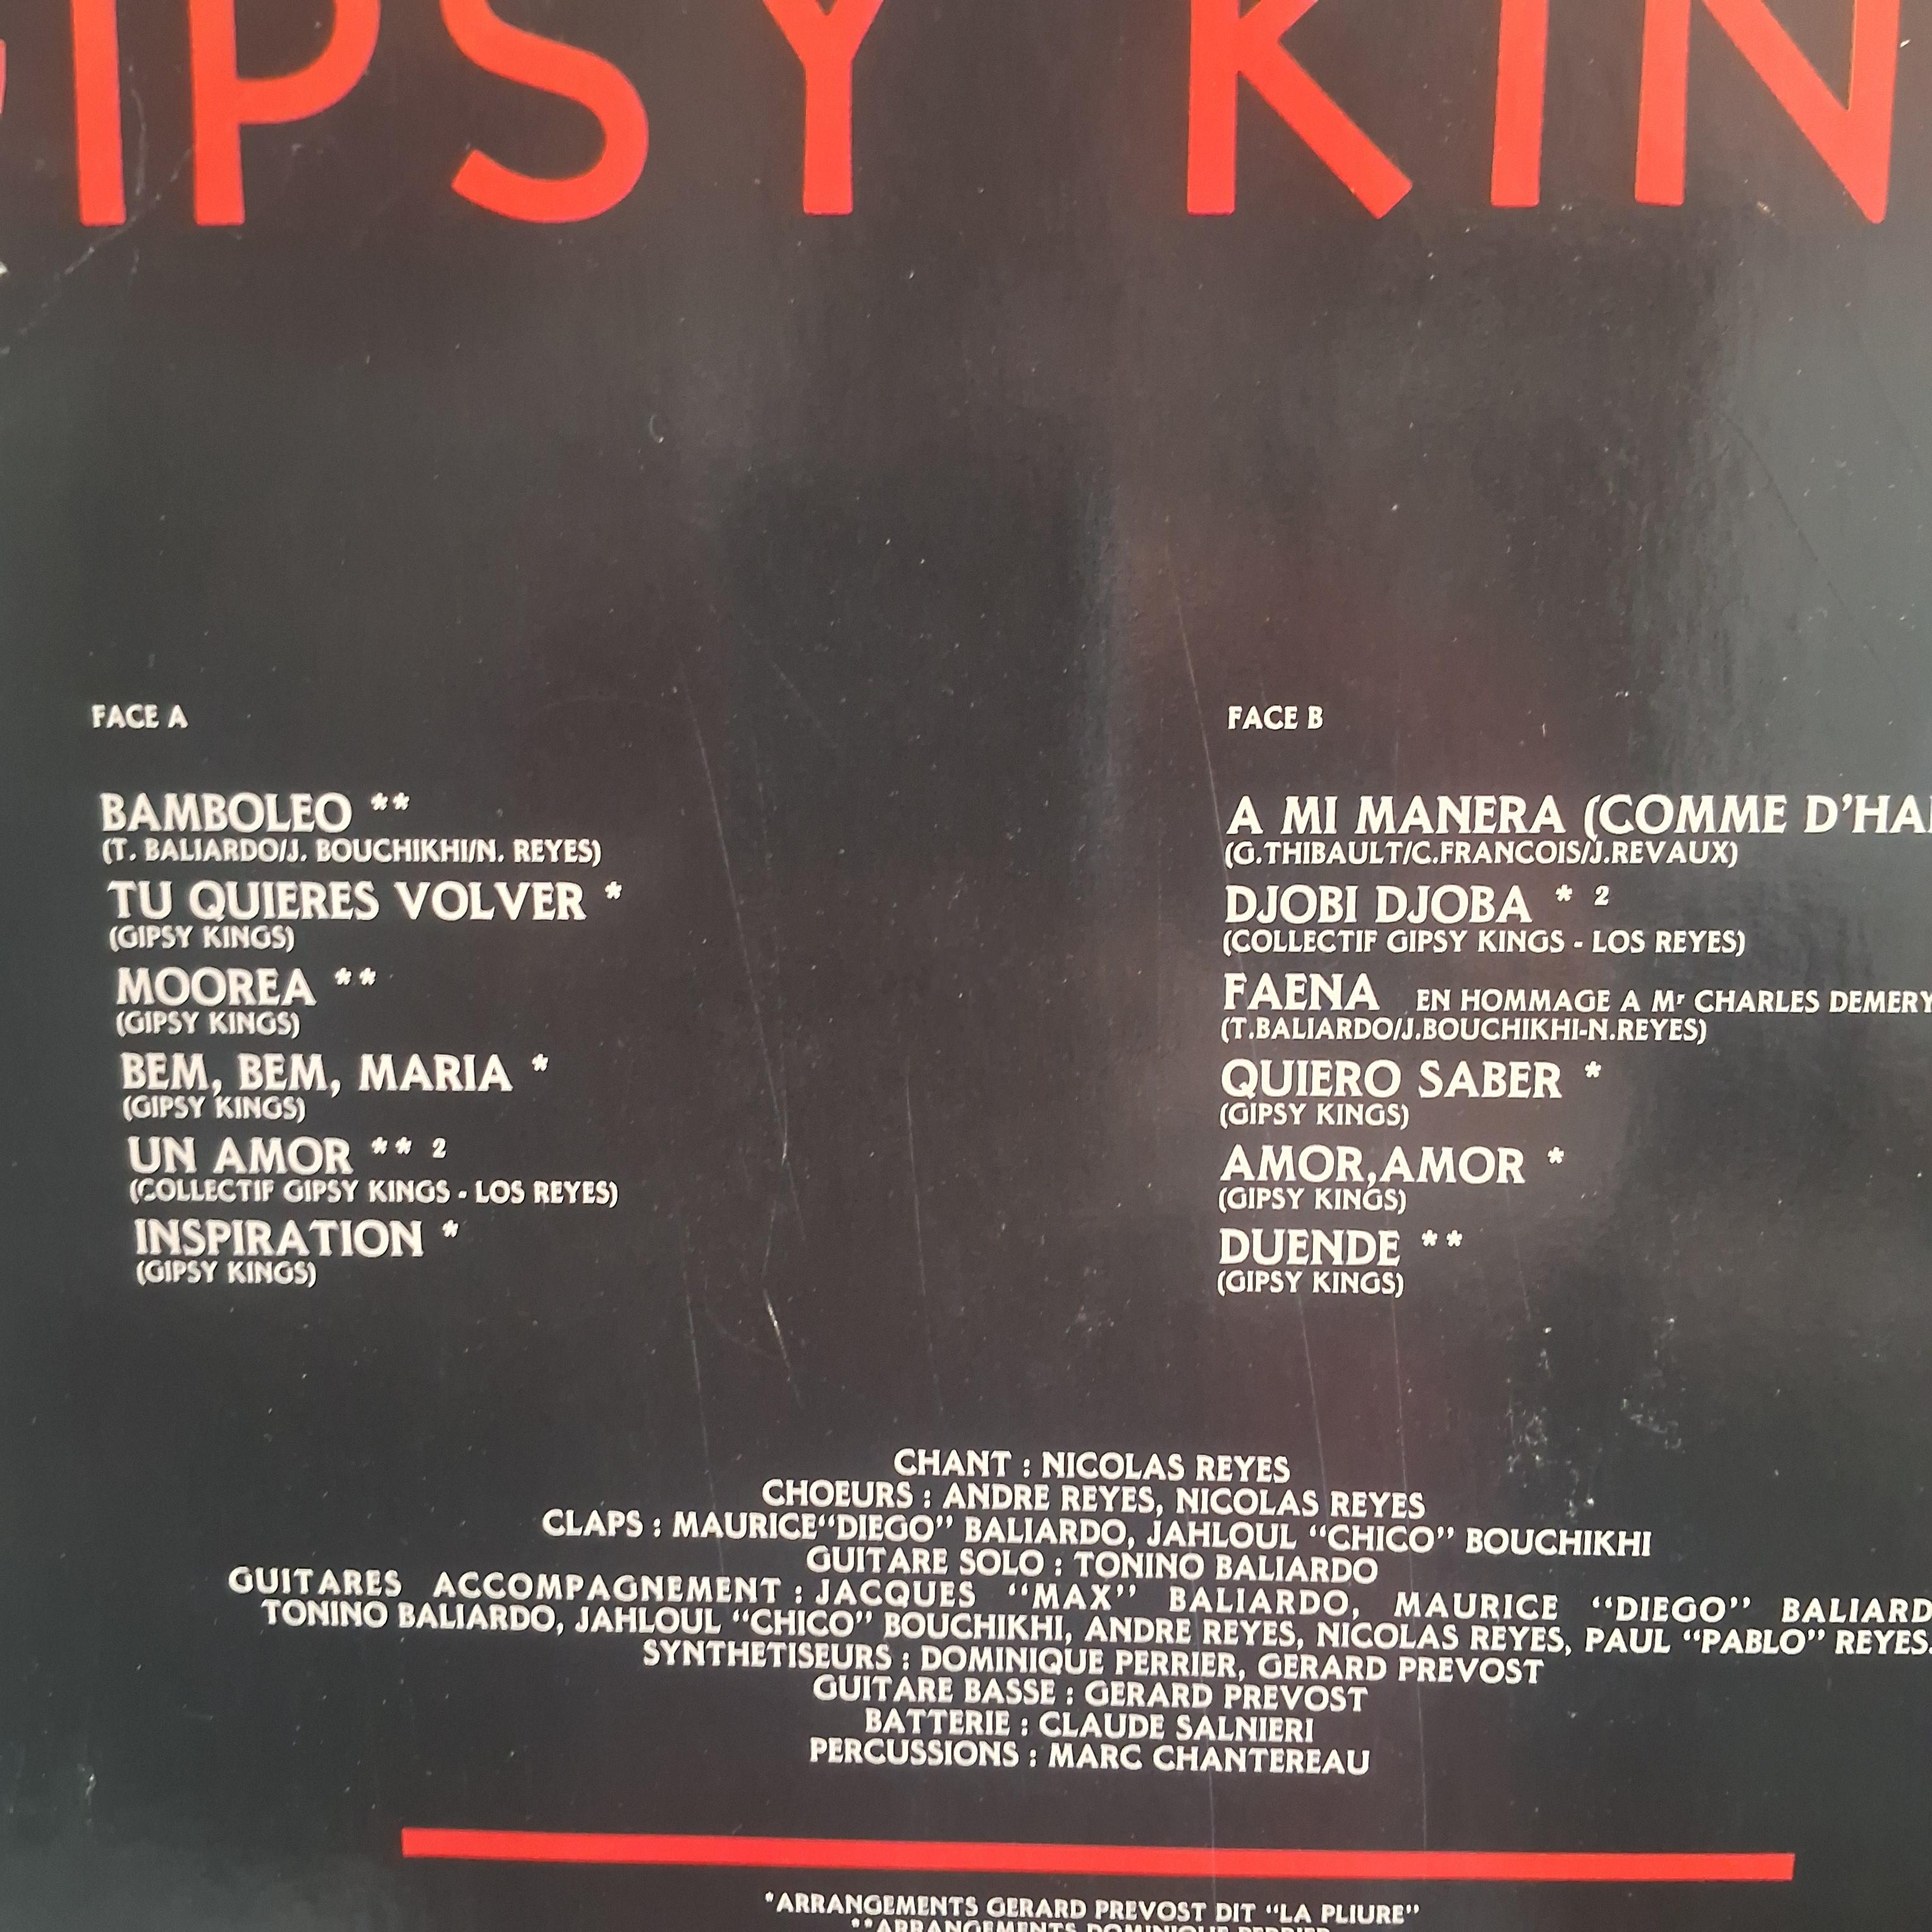 GIPSY KIN
FACE A
BAMBOLEO **
(T. BALIARDO/J. BOUCHIKHI/N. REYES)
TU QUIERES VOLVER *
(GIPSY KINGS)
MOOREA **
(GIPSY KINGS)
BEM, BEM, MARIA *
(GIPSY KINGS)
UN AMOR ** 2
(COLLECTIF GIPSY KINGS - LOS REYES)
INSPIRATION *
(GIPSY KINGS)
FACE B
A MI MANERA (COMME D'HA
(G.THIBAULT/C.FRANCOIS/J.REVAUX)
DJOBI DJOBA * 2
(COLLECTIF GIPSY KINGS - LOS REYES)
FAENA EN HOMMAGE A Mr CHARLES DEMERY
(T.BALIARDO/J.BOUCHIKHI-N.REYES)
QUIERO SABER *
(GIPSY KINGS)
AMOR,AMOR *
(GIPSY KINGS)
DUENDE **
(GIPSY KINGS)
CHANT : NICOLAS REYES
CHOEURS : ANDRE REYES, NICOLAS REYES
CLAPS : MAURICE "DIEGO" BALIARDO, JAHLOUL "CHICO" BOUCHIKHI
GUITARE SOLO : TONINO BALIARDO
GUITARES ACCOMPAGNEMENT : JACQUES "MAX" BALIARDO, MAURICE "DIEGO" BALIARD
TONINO BALIARDO, JAHLOUL "CHICO" BOUCHIKHI, ANDRE REYES, NICOLAS REYES, PAUL "PABLO" REYES.
SYNTHETISEURS : DOMINIQUE PERRIER, GERARD PREVOST
GUITARE BASSE : GERARD PREVOST
BATTERIE : CLAUDE SALNIERI
PERCUSSIONS : MARC CHANTEREAU
*ARRANGEMENTS GERARD PREVOST DIT "LA PLIURE"
**ARRANGEMENTS DOMINIQUE PERRIER